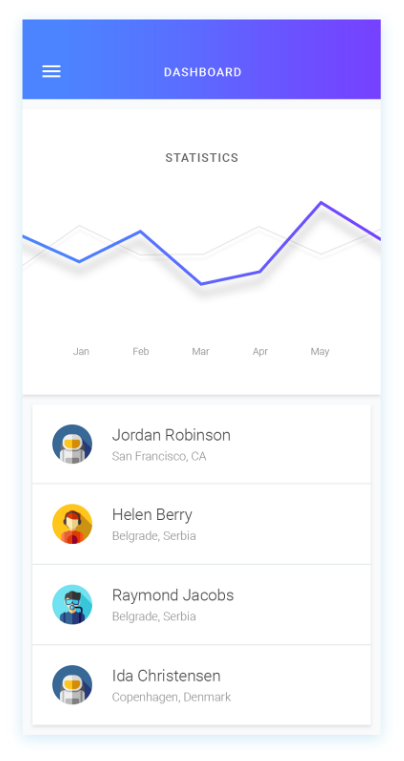 DASHBOARD
STATISTICS
Jan Feb Mar Apr May
Jordan Robinson
San Francisco, CA
Helen Berry
Belgrade, Serbia
Raymond Jacobs
Belgrade, Serbia
Ida Christensen
Copenhagen, Denmark